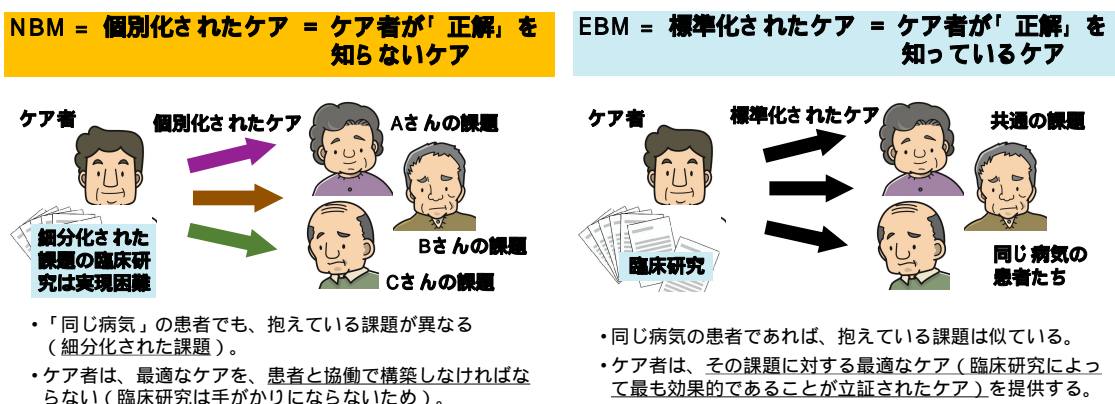 NBM = 個別化されたケア = ケア者が「正解」を
知らないケア
ケア者
個別化されたケア
Aさんの課題
Bさんの課題
Cさんの課題
細分化された
課題の臨床研
究は実現困難
・「同じ病気」の患者でも、抱えている課題が異なる
（細分化された課題）。
・ケア者は、最適なケアを、患者と協働で構築しなければな
らない（臨床研究は手がかりにならないため）。
EBM = 標準化されたケア = ケア者が「正解」を
知っているケア
ケア者
標準化されたケア
共通の課題
臨床研究
同じ病気の
患者たち
・同じ病気の患者であれば、抱えている課題は似ている。
・ケア者は、その課題に対する最適なケア（臨床研究によっ
て最も効果的であることが立証されたケア）を提供する。